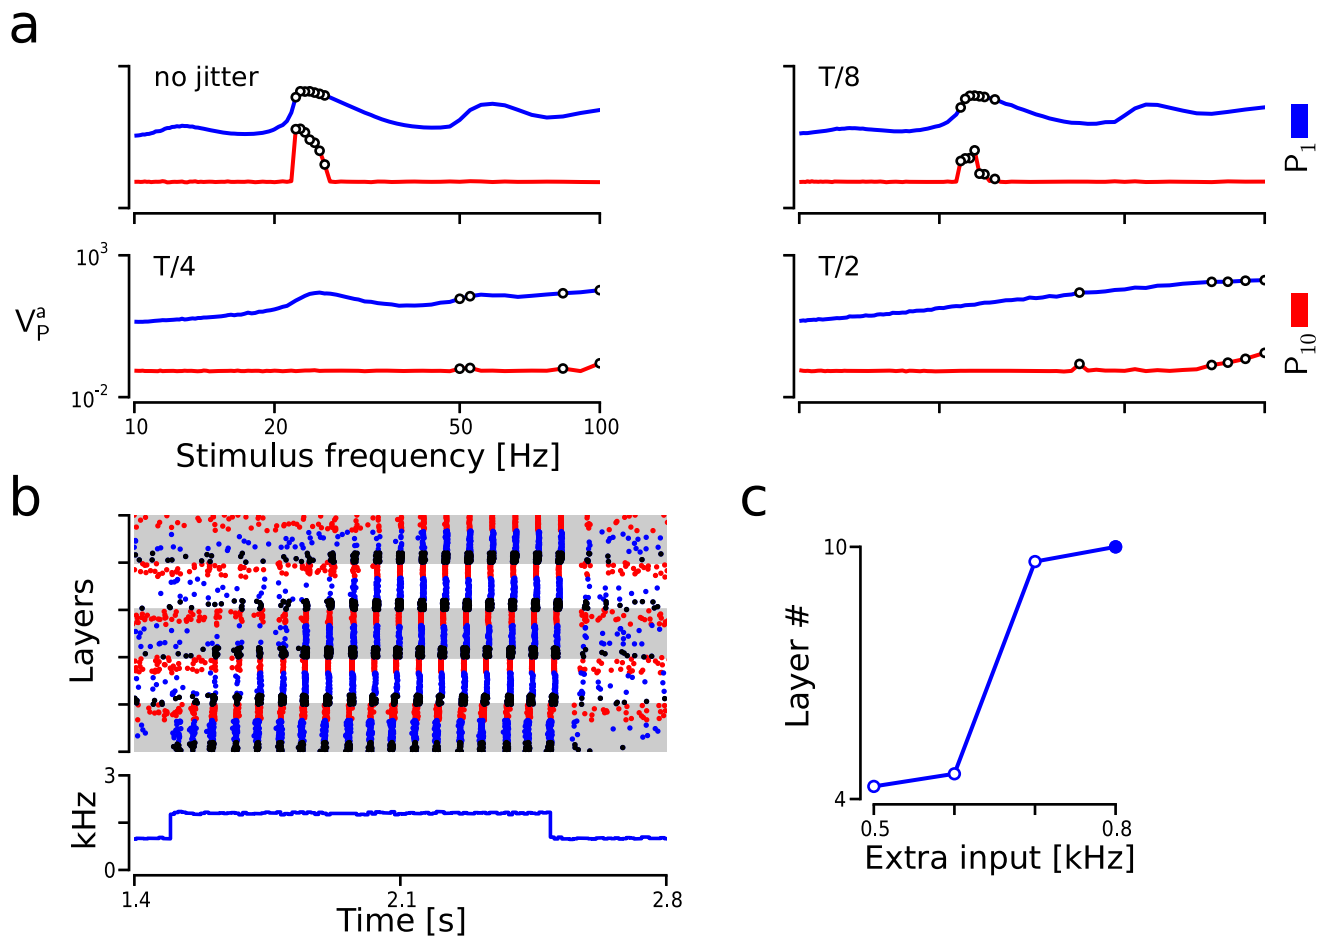 a
no jitter
T/8
P1
T/4
T/2
P10
10^3
V_P^a
10^-2
10 20 50 100
Stimulus frequency [Hz]
b
Layers
3
kHz
0
1.4 2.1 2.8
Time [s]
c
10
Layer #
4
0.5 0.8
Extra input [kHz]